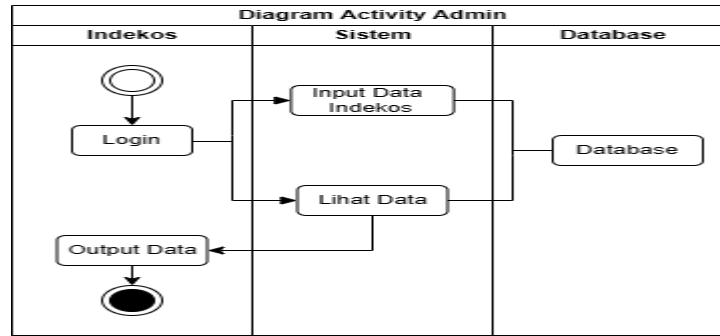 Diagram Activity Admin
Indekos
Sistem
Database
Login
Input Data
Indekos
Database
Lihat Data
Output Data